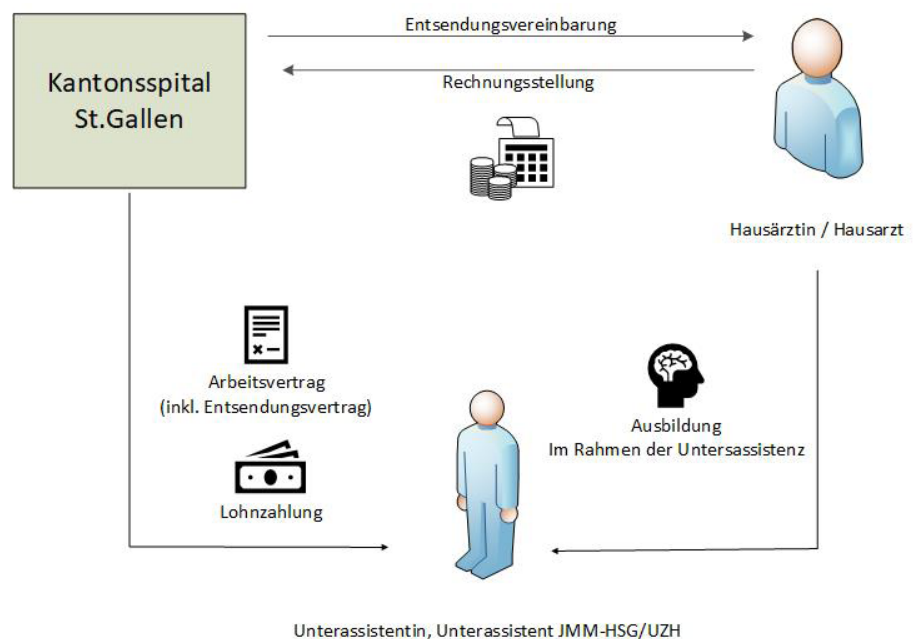 Entsendungsvereinbarung
Kantonsspital
St.Gallen
Rechnungsstellung
Hausärztin / Hausarzt
Arbeitsvertrag
(inkl. Entsendungsvertrag)
Ausbildung
Im Rahmen der Untersassistenz
Lohnzahlung
Unterassistentin, Unterassistent JMM-HSG/UZH